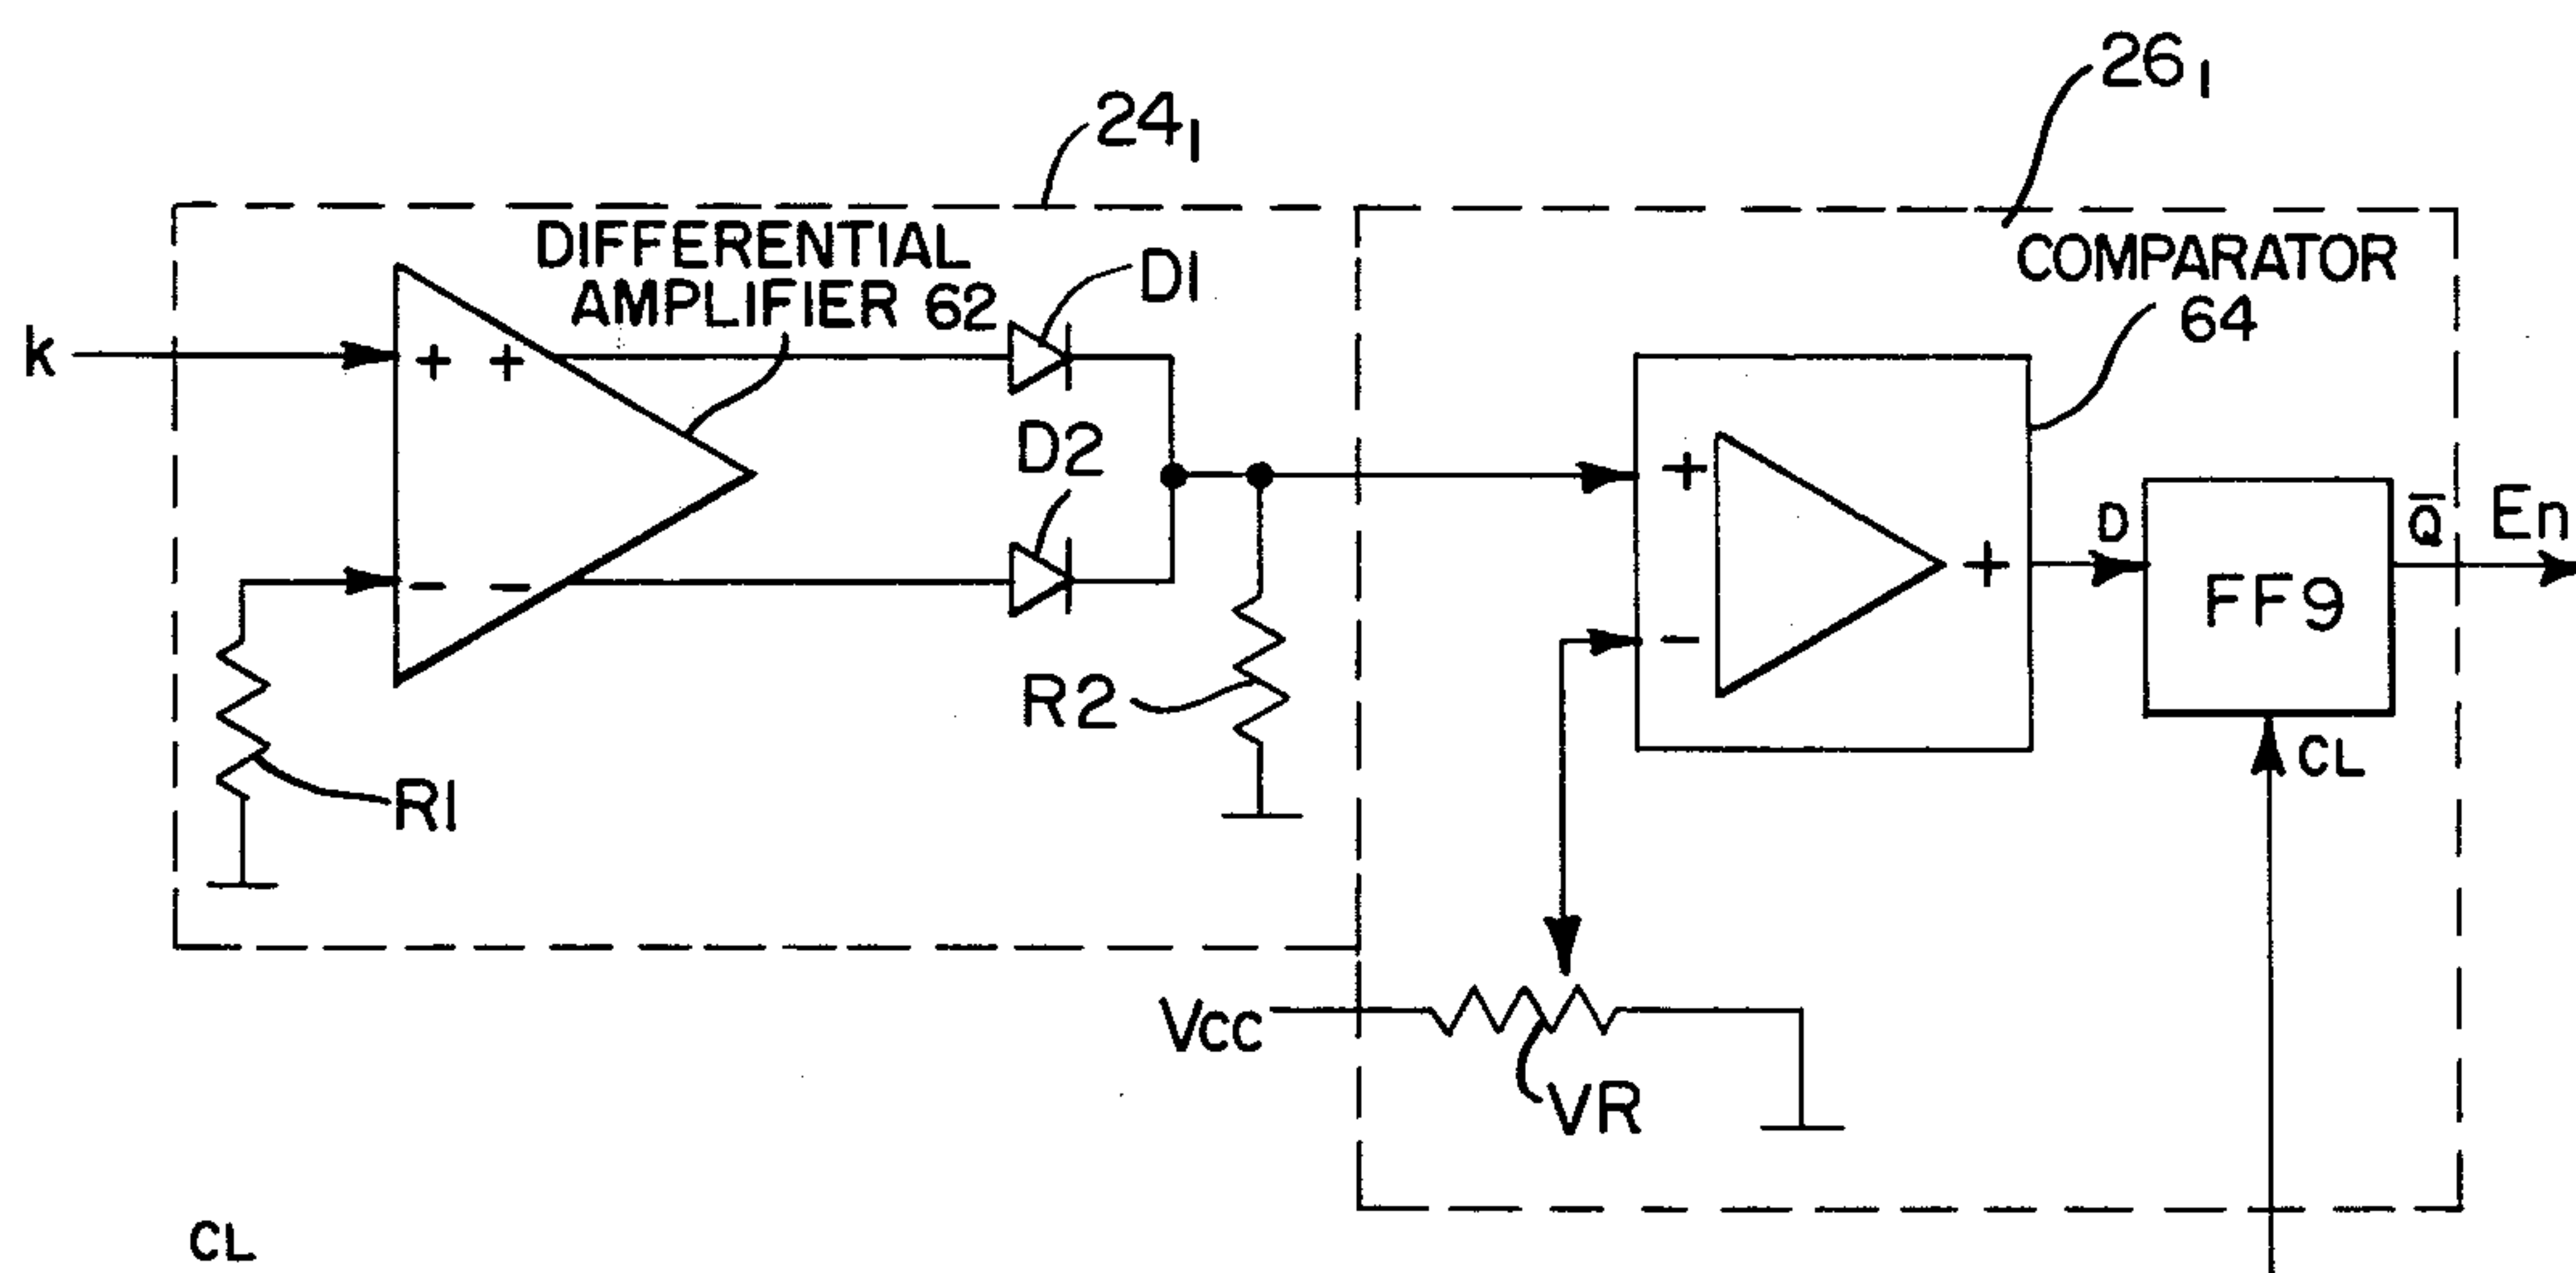 26₁
24₁
DIFFERENTIAL
AMPLIFIER 62
D1
COMPARATOR
64
k
+ +
D2
+
D
Q̅
En
+
FF9
- -
-
R2
CL
R1
Vcc
VR
CL